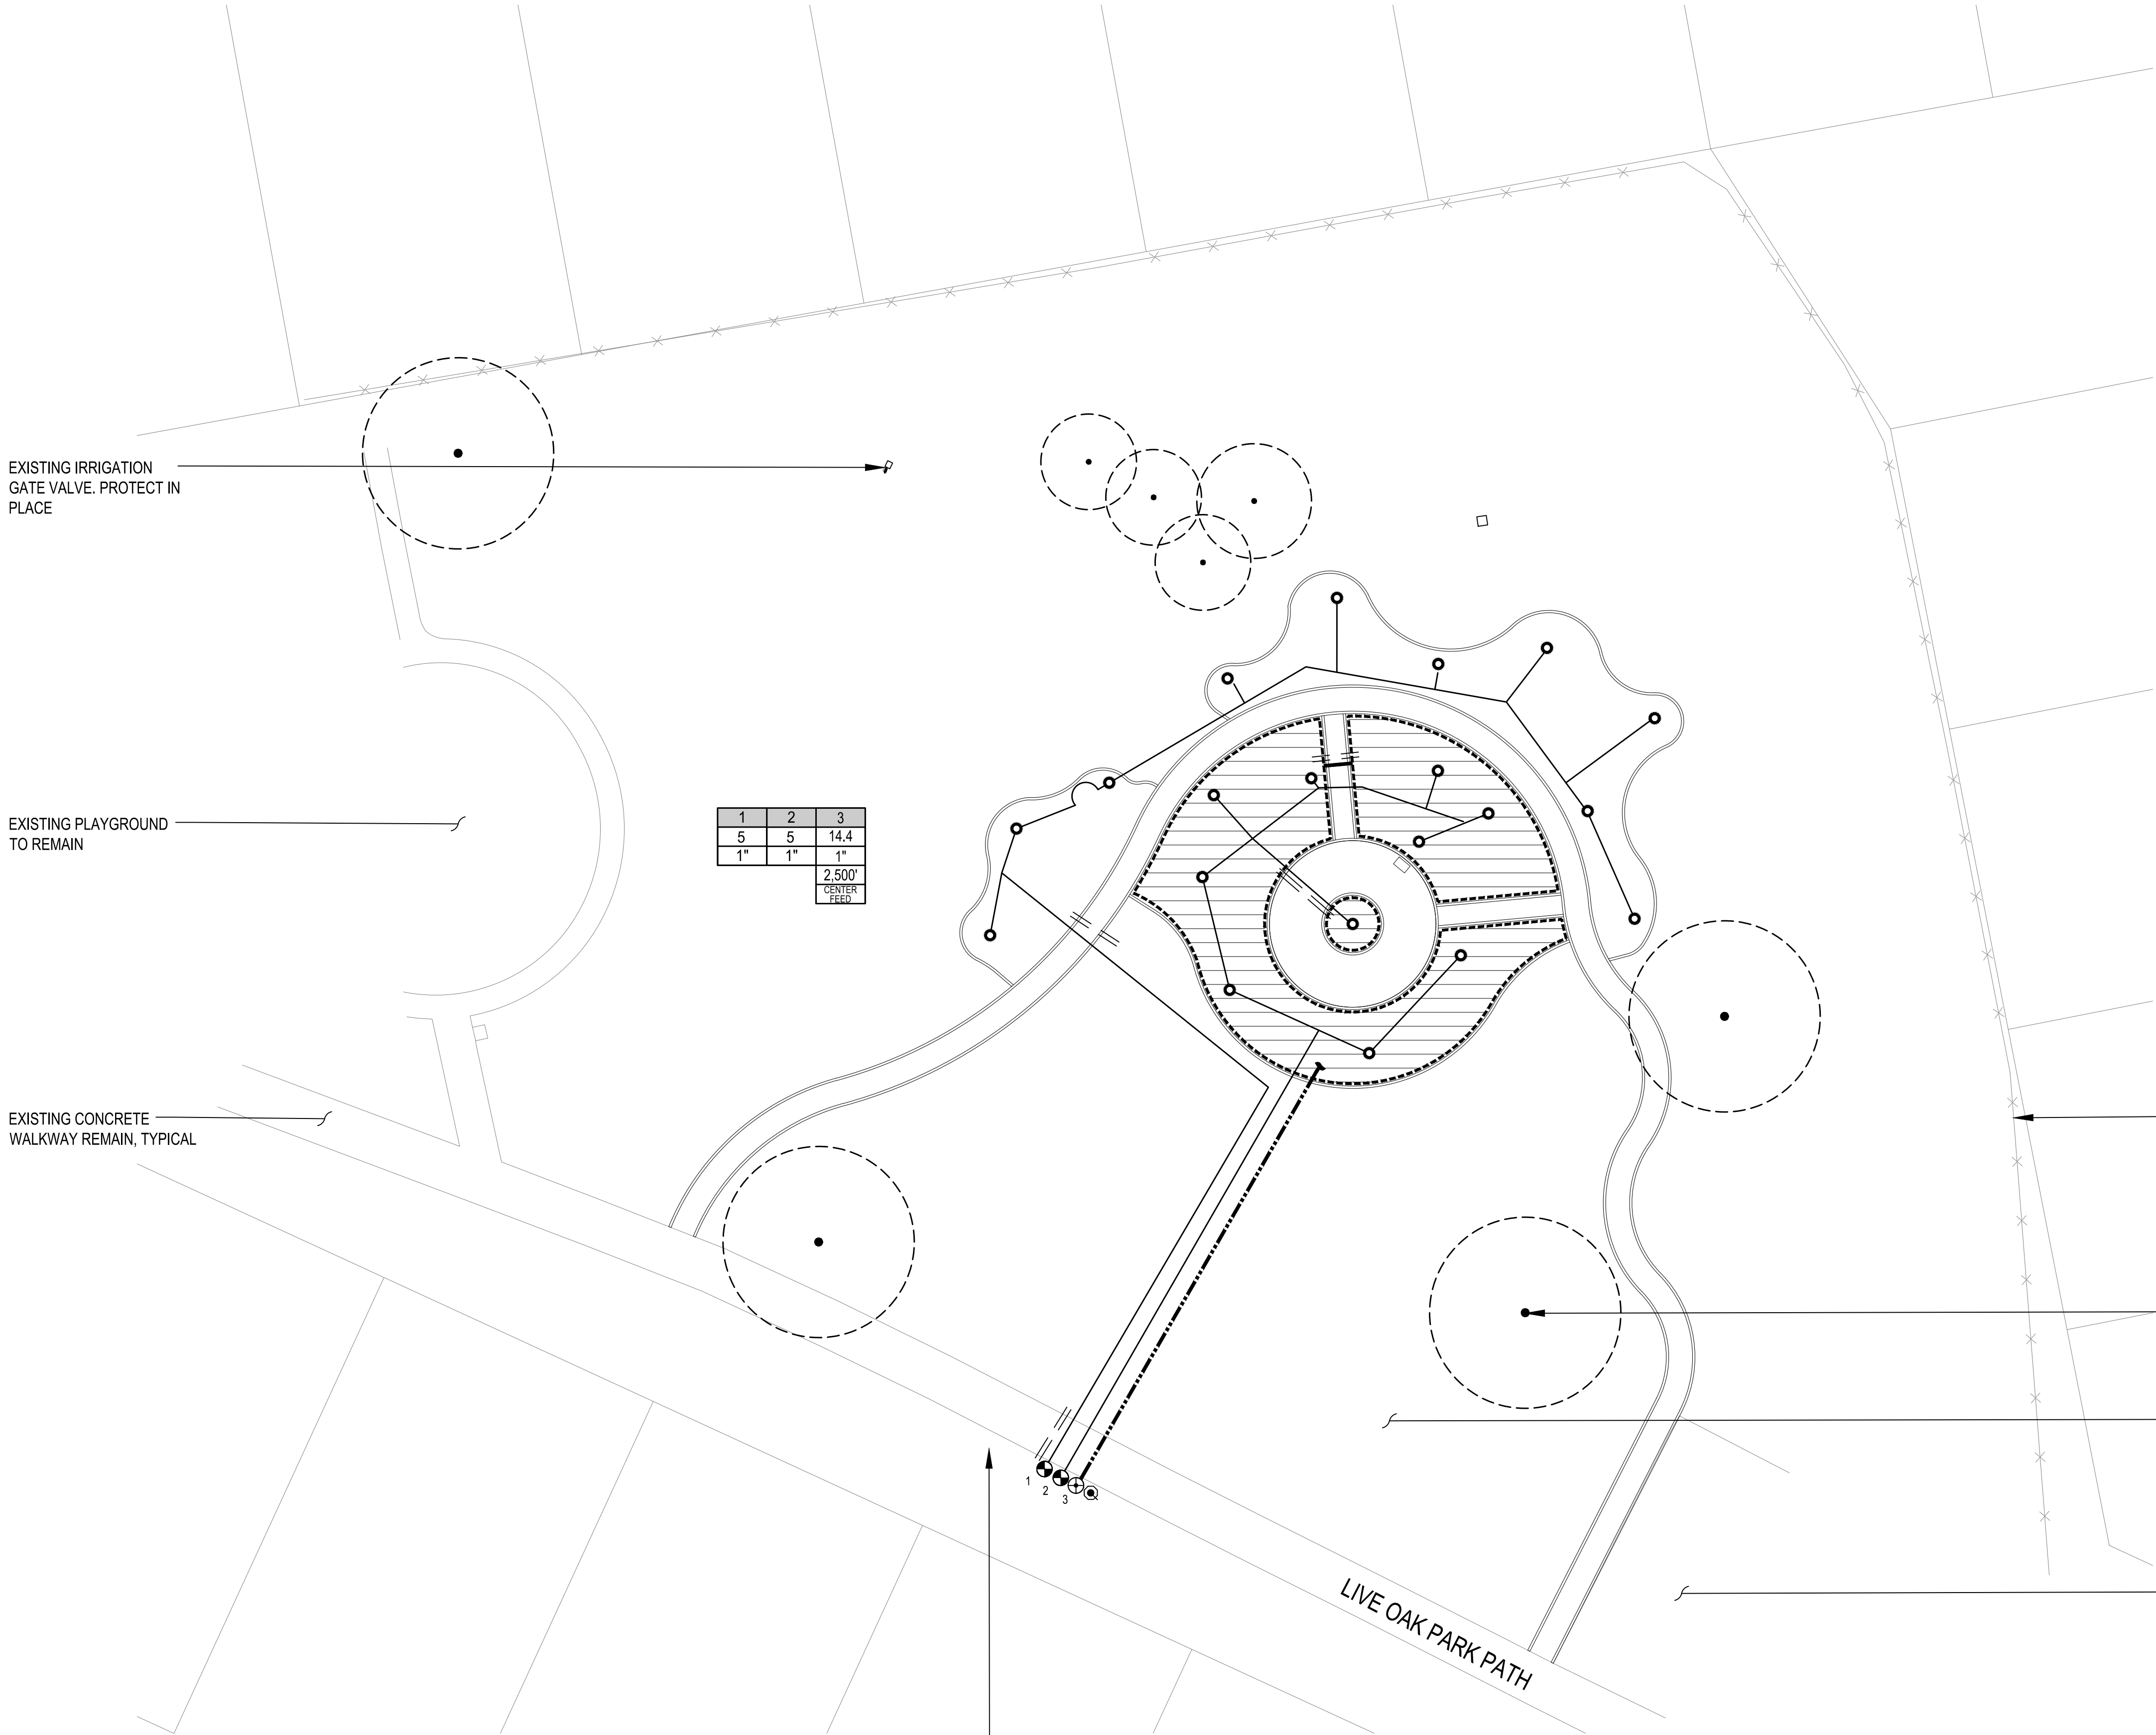 EXISTING IRRIGATION
GATE VALVE. PROTECT IN
PLACE
EXISTING PLAYGROUND
TO REMAIN
1 2 3
5 5 14.4
1" 1" 1"
2,500'
CENTER
FEED
EXISTING CONCRETE
WALKWAY REMAIN, TYPICAL
1
2
3
LIVE OAK PARK PATH